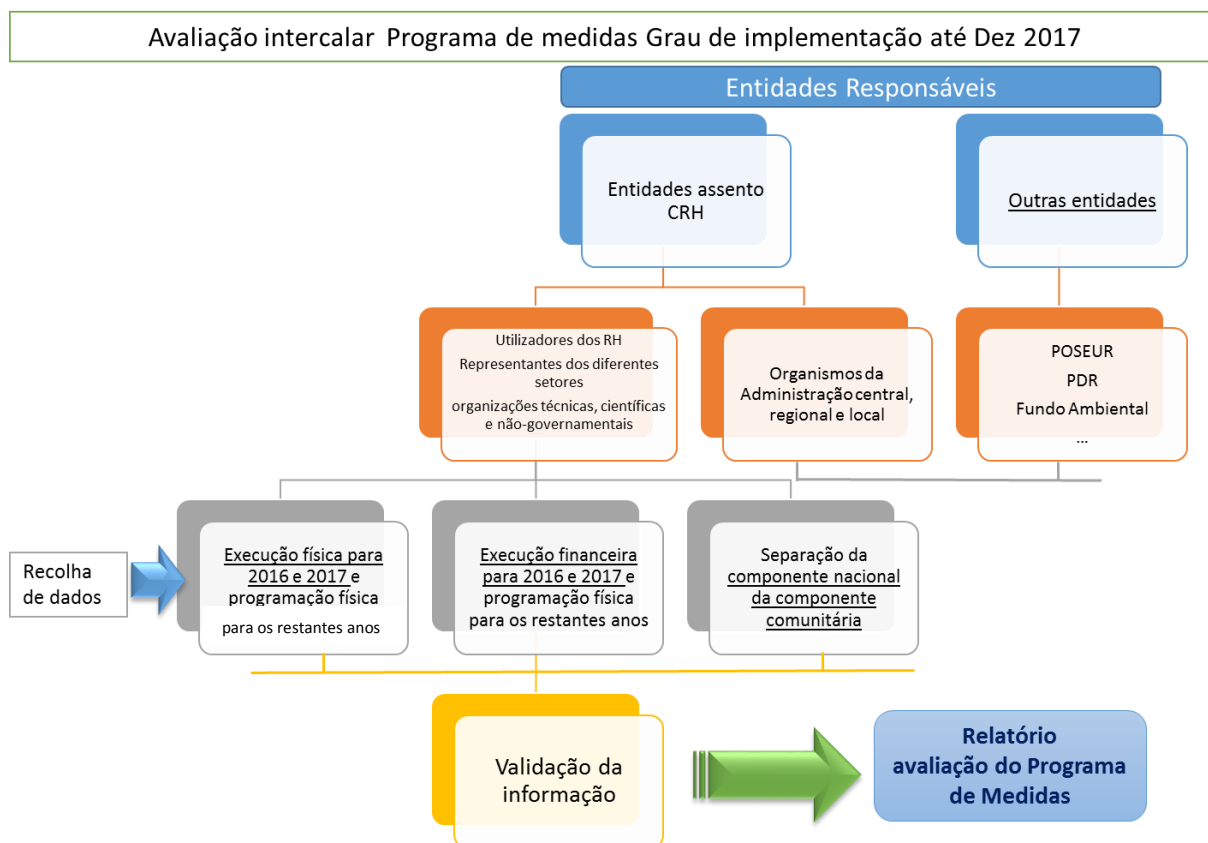 Avaliação intercalar Programa de medidas Grau de implementação até Dez 2017
Entidades Responsáveis
Entidades assento
CRH
Outras entidades
Utilizadores dos RH
Representantes dos diferentes
setores
organizações técnicas, científicas
e não-governamentais
Organismos da
Administração central,
regional e local
POSEUR
PDR
Fundo Ambiental
...
Recolha
de dados
Execução física para
2016 e 2017 e
programação física
para os restantes anos
Execução financeira
para 2016 e 2017 e
programação física
para os restantes anos
Separação da
componente nacional
da componente
comunitária
Validação da
informação
Relatório
avaliação do Programa
de Medidas